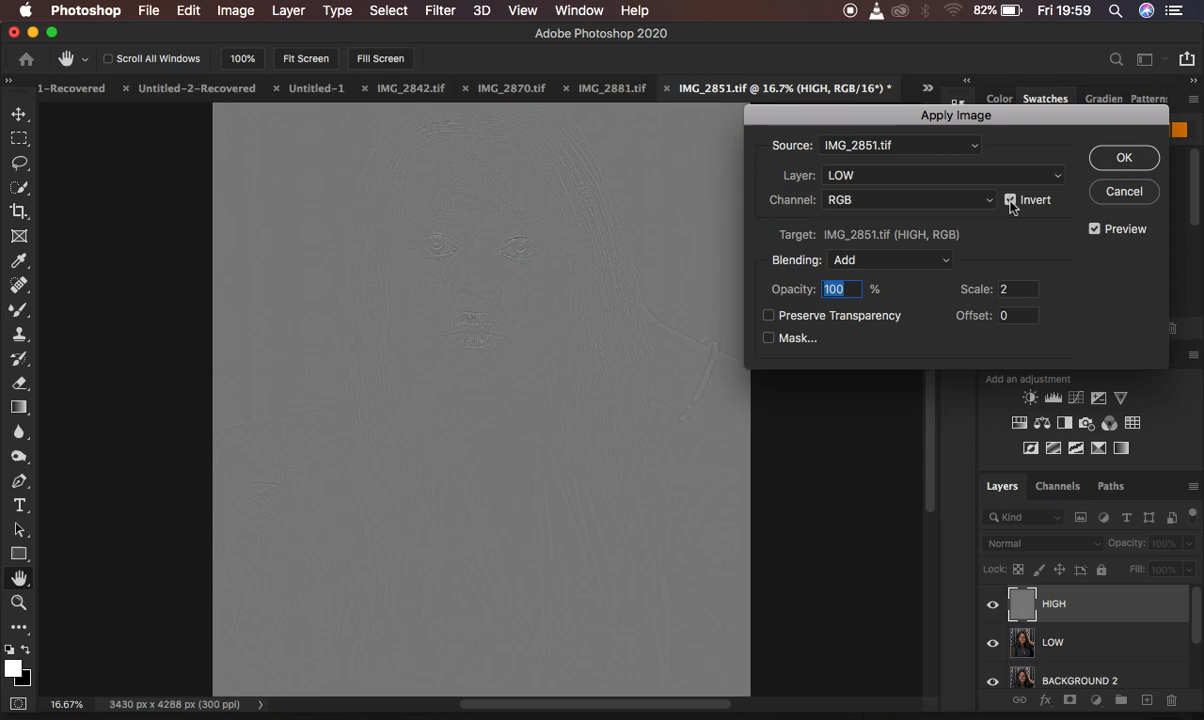 Photoshop File Edit Image Layer Type Select Filter 3D View Window Help 82% Fri 19:59
Adobe Photoshop 2020
Scroll All Windows 100% Fit Screen Fill Screen
1-Recovered × Untitled-2-Recovered × Untitled-1 × IMG_2842.tif × IMG_2870.tif × IMG_2881.tif × IMG_2851.tif @ 16.7% (HIGH, RGB/16*) *
Color Swatches Gradien Pattern
Apply Image
Source: IMG_2851.tif
OK
Layer: LOW
Cancel
Channel: RGB Invert
Preview
Target: IMG_2851.tif (HIGH, RGB)
Blending: Add
Opacity: 100 % Scale: 2
Preserve Transparency Offset: 0
Mask...
Add an adjustment
Layers Channels Paths
Kind
Normal Opacity: 100%
Lock: Fill: 100%
HIGH
LOW
BACKGROUND 2
16.67% 3430 px x 4288 px (300 ppi)